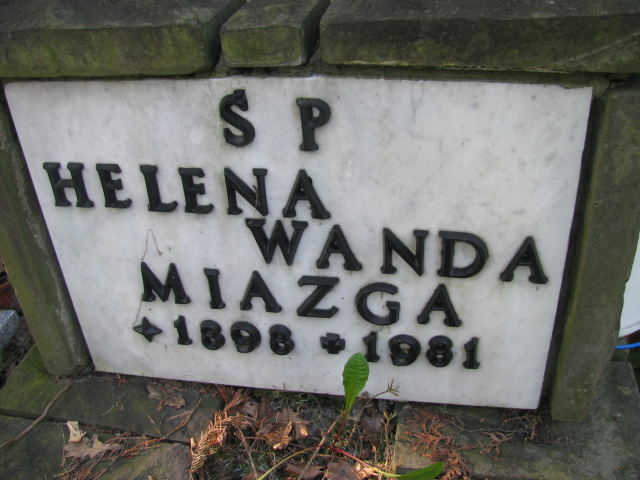 S P
HELENA
WANDA
MIAZGA
✦ 1898 ✚ 1981